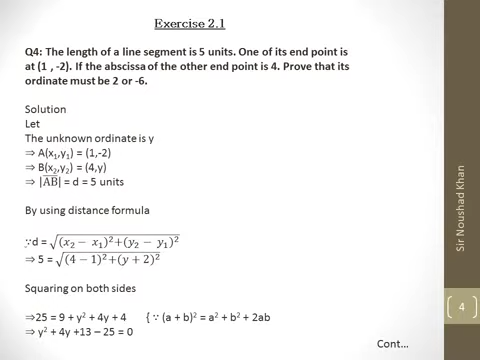 Exercise 2.1
Q4: The length of a line segment is 5 units. One of its end point is
at (1 , -2). If the abscissa of the other end point is 4. Prove that its
ordinate must be 2 or -6.
Solution
Let
The unknown ordinate is y
⇒ A(x₁,y₁) = (1,-2)
⇒ B(x₂,y₂) = (4,y)
⇒ |A̅B̅| = d = 5 units
By using distance formula
∵d = √((x₂ − x₁)²+(y₂ − y₁)²)
⇒ 5 = √((4 − 1)²+(y + 2)²)
Squaring on both sides
⇒25 = 9 + y² + 4y + 4 { ∵ (a + b)² = a² + b² + 2ab
⇒ y² + 4y +13 – 25 = 0
Cont...
Sir Noushad Khan
4